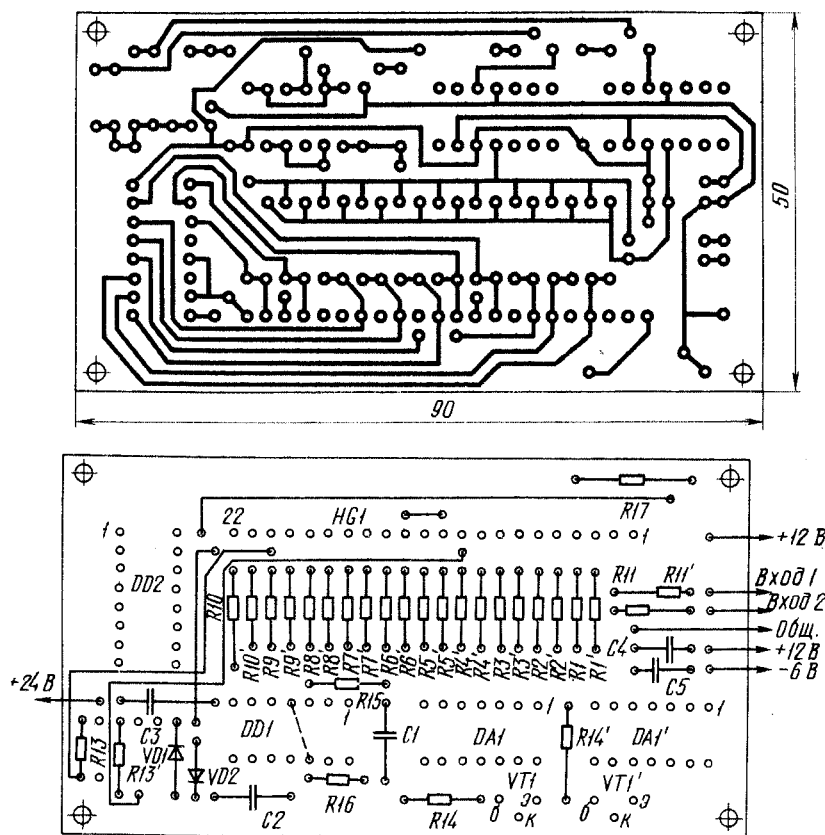 50
90
R17
1
22
HG1
1
+12 В
DD2
R10
R11
R11'
Вход 1
Вход 2
Общ.
C4
+12 В
C5
-6 В
R10'
R9'
R9
R8'
R8
R7'
R7
R6'
R6
R5'
R5
R4'
R4
R3'
R3
R2'
R2
R1'
R1
+24 В
R15
C3
1
1
1
R13
R13'
VD1
VD2
DD1
C1
DA1
R14'
DA1'
R16
C2
R14
VT1
VT1'
Э
Э
б
К
б
К